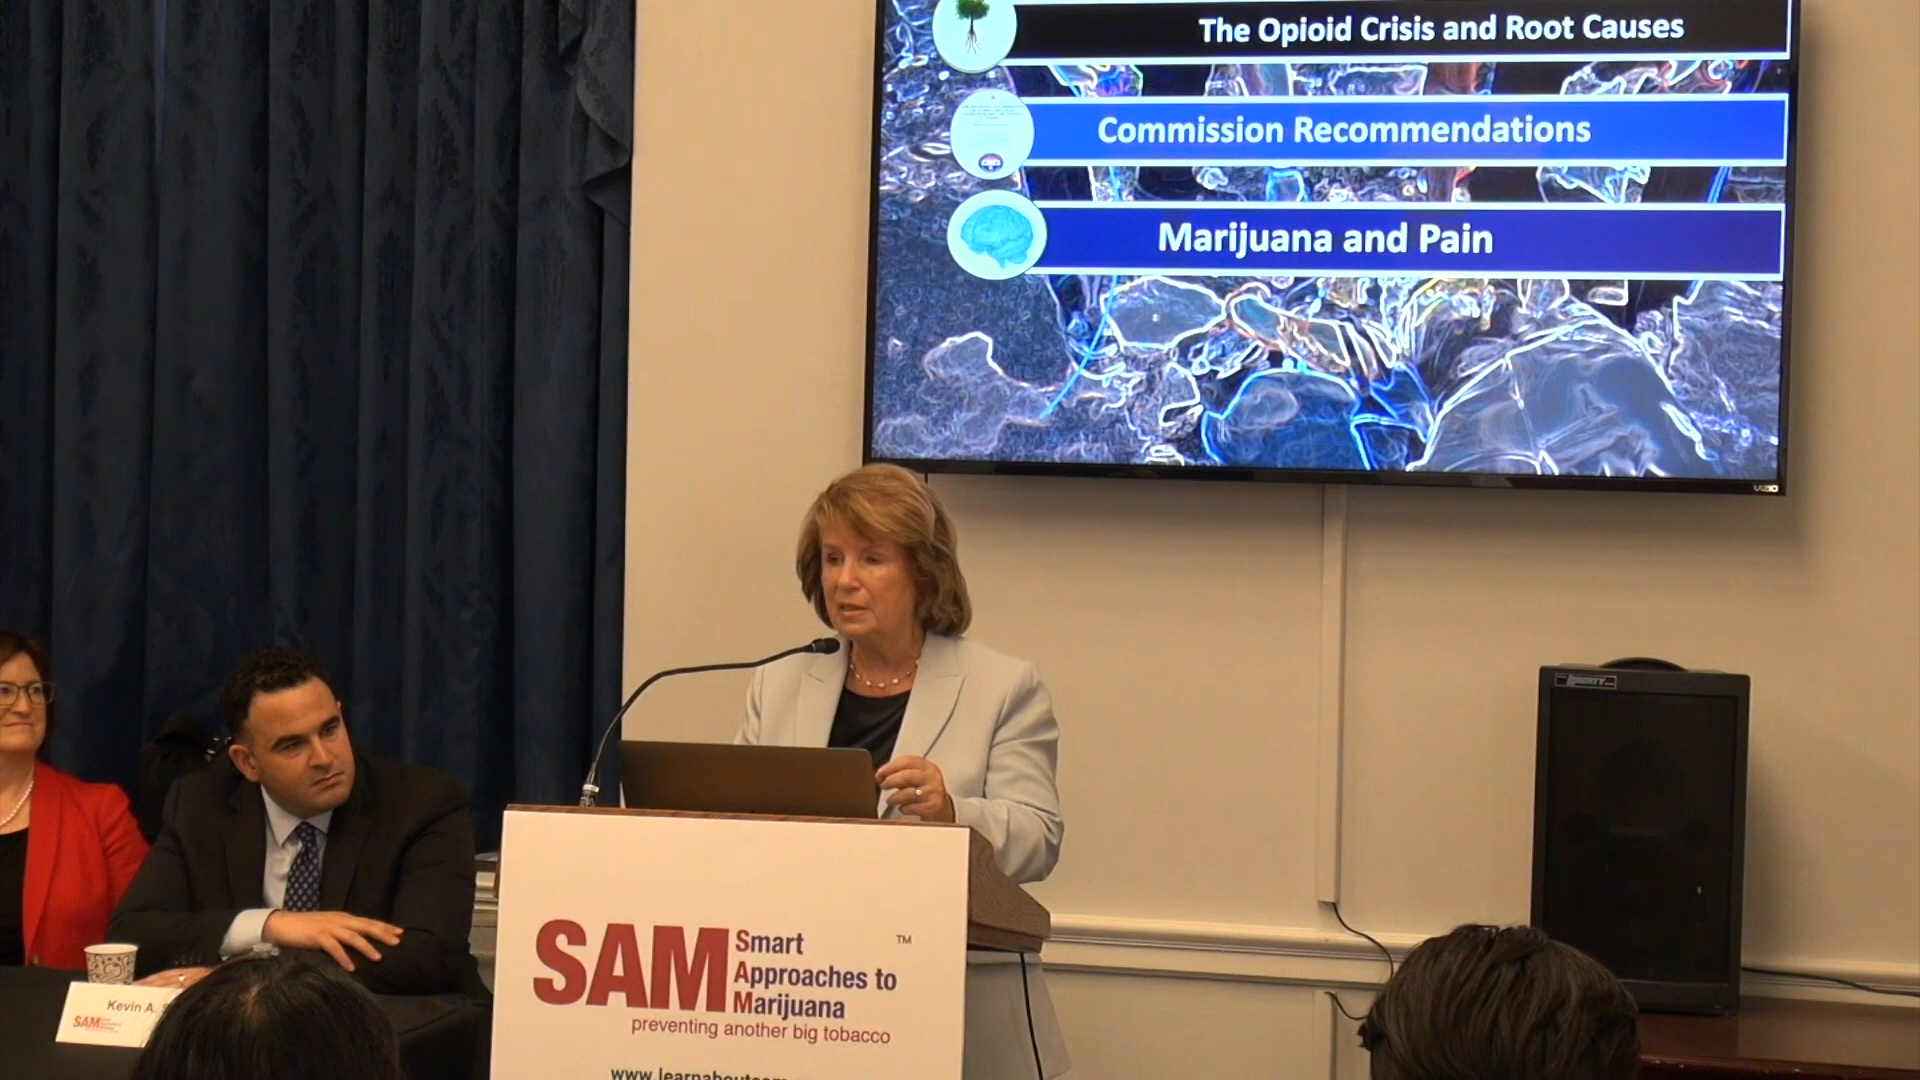 The Opioid Crisis and Root Causes
Commission Recommendations
Marijuana and Pain
VIZIO
LIBERTY
SAM
Smart
Approaches to
Marijuana
TM
preventing another big tobacco
Kevin A.
SAM